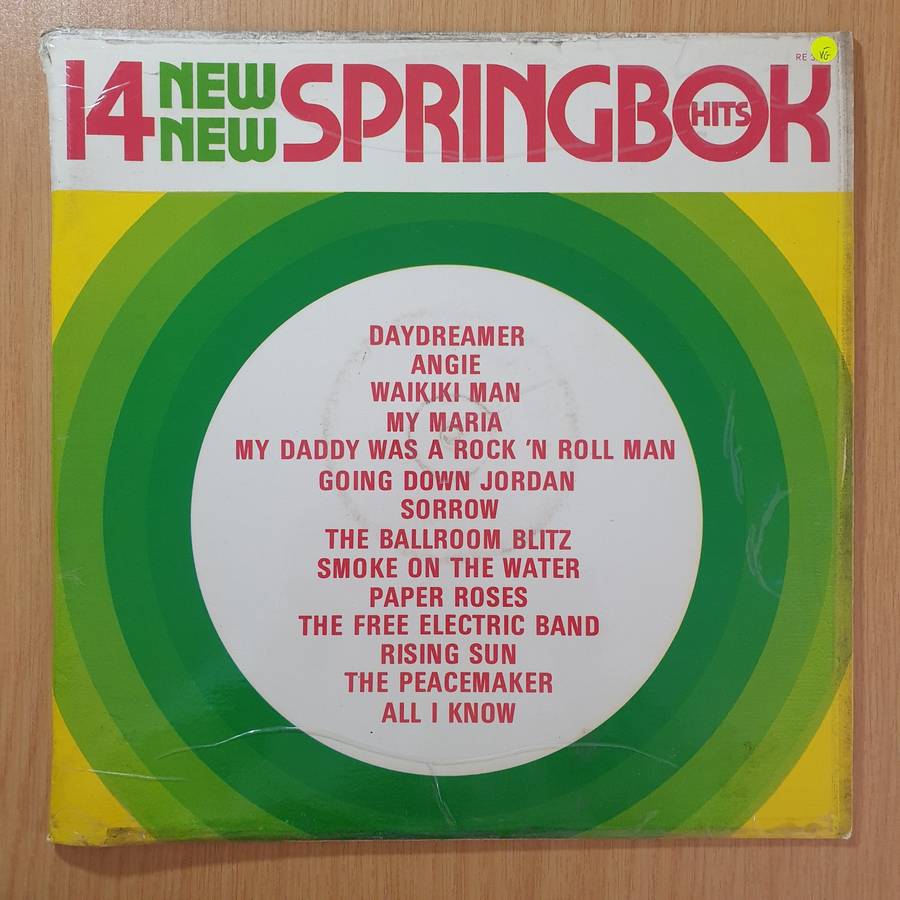 14 NEW NEW SPRINGBOK HITS
RE
VG
DAYDREAMER
ANGIE
WAIKIKI MAN
MY MARIA
MY DADDY WAS A ROCK 'N ROLL MAN
GOING DOWN JORDAN
SORROW
THE BALLROOM BLITZ
SMOKE ON THE WATER
PAPER ROSES
THE FREE ELECTRIC BAND
RISING SUN
THE PEACEMAKER
ALL I KNOW